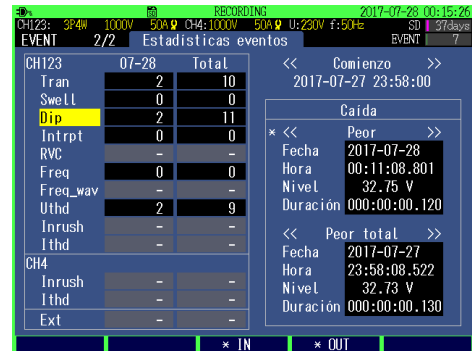 RECORDING 2017-07-28 00:15:26
CH123: 3P4W 1000V 50A CH4:1000V 50A U:230V f:50Hz SD 37days
EVENT 2/2 Estadisticas eventos EVENT 7
CH123 07-28 Total
Tran 2 10
Swell 0 0
Dip 2 11
Intrpt 0 0
RVC - -
Freq 0 0
Freq_wav - -
Uthd 2 9
Inrush - -
Ithd - -
CH4
Inrush - -
Ithd - -
Ext - -
<< Comienzo >>
2017-07-27 23:58:00
Caída
* << Peor >>
Fecha 2017-07-28
Hora 00:11:08.801
Nivel 32.75 V
Duración 000:00:00.120
<< Peor total >>
Fecha 2017-07-27
Hora 23:58:08.522
Nivel 32.73 V
Duración 000:00:00.130
* IN * OUT